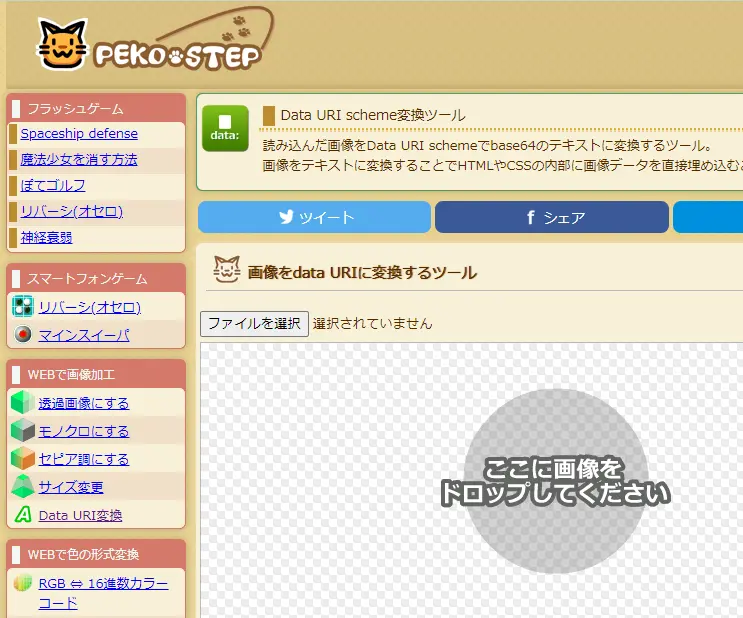 PEKO STEP
フラッシュゲーム
Spaceship defense
魔法少女を消す方法
ぽてゴルフ
リバーシ(オセロ)
神経衰弱
スマートフォンゲーム
リバーシ(オセロ)
マインスイーパ
WEBで画像加工
透過画像にする
モノクロにする
セピア調にする
サイズ変更
Data URI変換
WEBで色の形式変換
RGB ⇔ 16進数カラー
コード
data:
Data URI scheme変換ツール
読み込んだ画像をData URI schemeでbase64のテキストに変換するツール。
画像をテキストに変換することでHTMLやCSSの内部に画像データを直接埋め込む
ツイート
シェア
画像をdata URIに変換するツール
ファイルを選択 選択されていません
ここに画像を
ドロップしてください